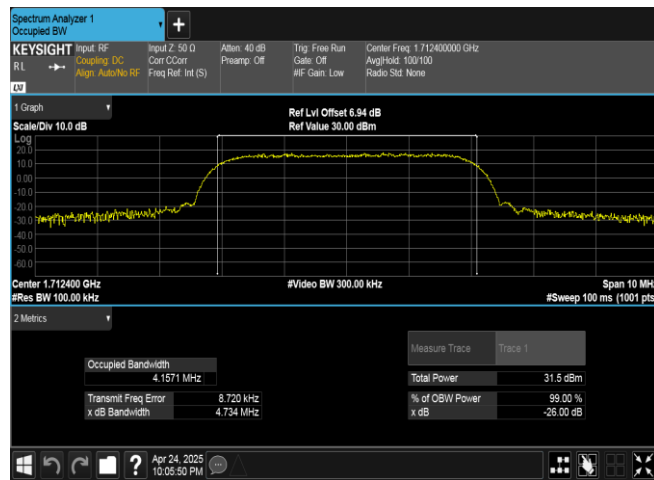 Spectrum Analyzer 1
Occupied BW
+
KEYSIGHT
RL
LXI
Input: RF
Coupling: DC
Align: Auto/No RF
Input Z: 50 Ω
Corr CCorr
Freq Ref: Int (S)
Atten: 40 dB
Preamp: Off
Trig: Free Run
Gate: Off
#IF Gain: Low
Center Freq: 1.712400000 GHz
Avg|Hold: 100/100
Radio Std: None
1 Graph
Scale/Div 10.0 dB
Ref Lvl Offset 6.94 dB
Ref Value 30.00 dBm
Log
20.0
10.0
0.00
-10.0
-20.0
-30.0
-40.0
-50.0
-60.0
Center 1.712400 GHz
#Res BW 100.00 kHz
#Video BW 300.00 kHz
Span 10 MHz
#Sweep 100 ms (1001 pts
2 Metrics
Measure Trace Trace 1
Occupied Bandwidth
4.1571 MHz
Total Power 31.5 dBm
Transmit Freq Error 8.720 kHz
% of OBW Power 99.00 %
x dB Bandwidth 4.734 MHz
x dB -26.00 dB
?
Apr 24, 2025
10:05:50 PM